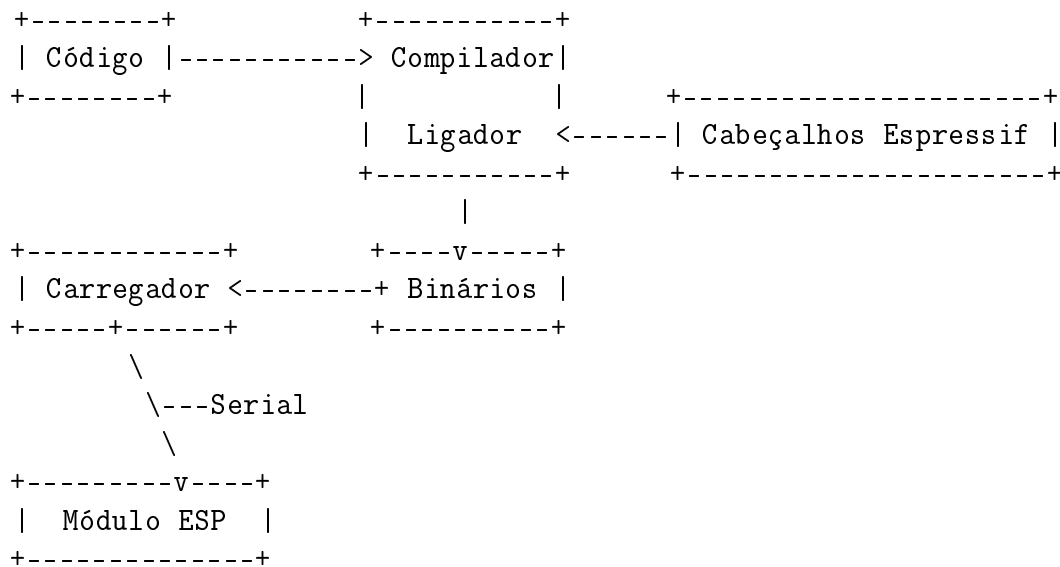 Código
Compilador
Ligador
Cabeçalhos Espressif
Carregador
Binários
Serial
Módulo ESP